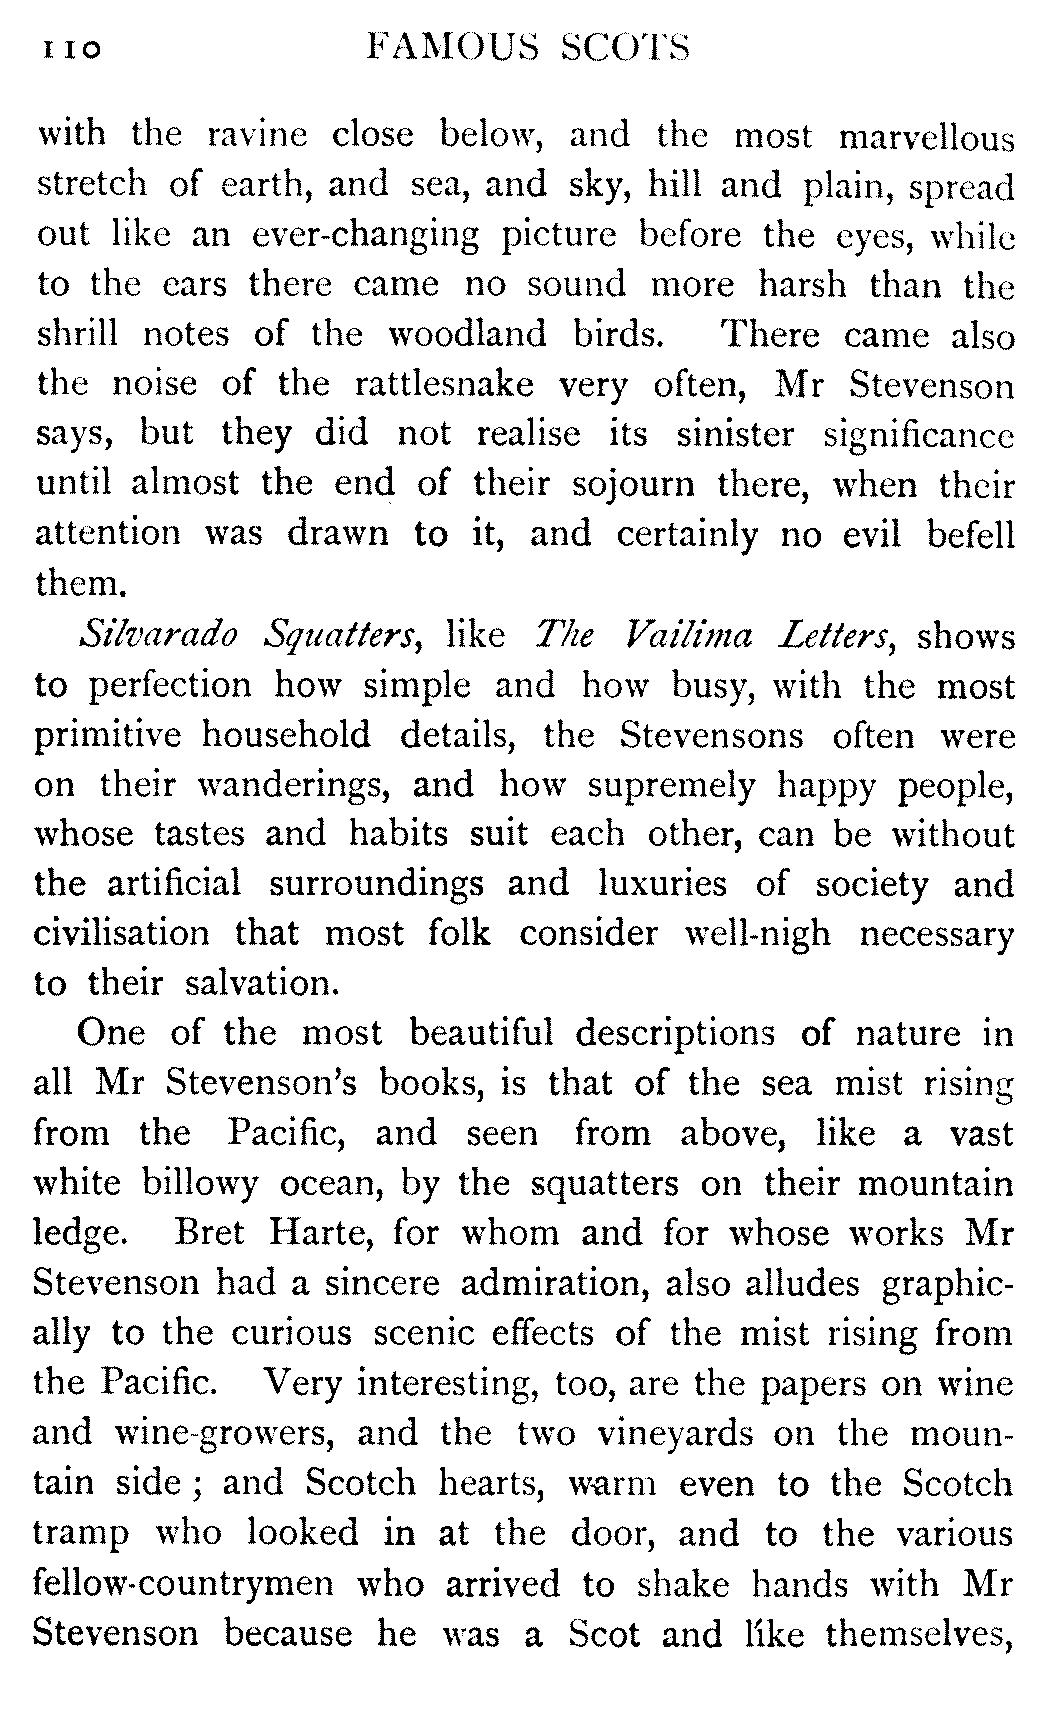 110 FAMOUS SCOTS
with the ravine close below, and the most marvellous
stretch of earth, and sea, and sky, hill and plain, spread
out like an ever-changing picture before the eyes, while
to the ears there came no sound more harsh than the
shrill notes of the woodland birds. There came also
the noise of the rattlesnake very often, Mr Stevenson
says, but they did not realise its sinister significance
until almost the end of their sojourn there, when their
attention was drawn to it, and certainly no evil befell
them.
Silvarado Squatters, like The Vailima Letters, shows
to perfection how simple and how busy, with the most
primitive household details, the Stevensons often were
on their wanderings, and how supremely happy people,
whose tastes and habits suit each other, can be without
the artificial surroundings and luxuries of society and
civilisation that most folk consider well-nigh necessary
to their salvation.
One of the most beautiful descriptions of nature in
all Mr Stevenson's books, is that of the sea mist rising
from the Pacific, and seen from above, like a vast
white billowy ocean, by the squatters on their mountain
ledge. Bret Harte, for whom and for whose works Mr
Stevenson had a sincere admiration, also alludes graphic-
ally to the curious scenic effects of the mist rising from
the Pacific. Very interesting, too, are the papers on wine
and wine-growers, and the two vineyards on the moun-
tain side; and Scotch hearts, warm even to the Scotch
tramp who looked in at the door, and to the various
fellow-countrymen who arrived to shake hands with Mr
Stevenson because he was a Scot and like themselves,